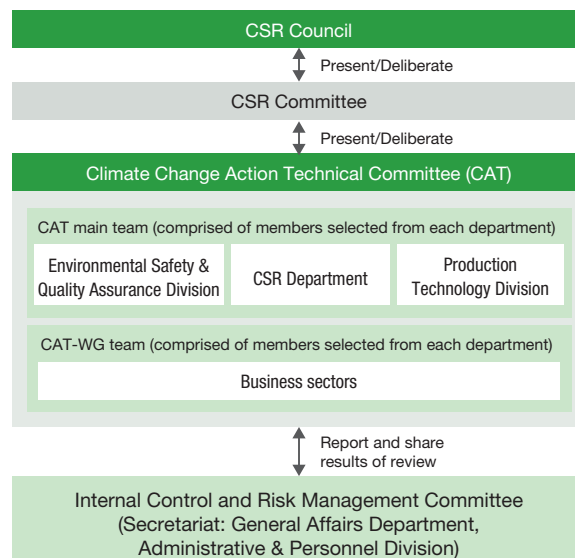 CSR Council
Present/Deliberate
CSR Committee
Present/Deliberate
Climate Change Action Technical Committee (CAT)
CAT main team (comprised of members selected from each department)
Environmental Safety &
Quality Assurance Division
CSR Department
Production
Technology Division
CAT-WG team (comprised of members selected from each department)
Business sectors
Report and share
results of review
Internal Control and Risk Management Committee
(Secretariat: General Affairs Department,
Administrative & Personnel Division)